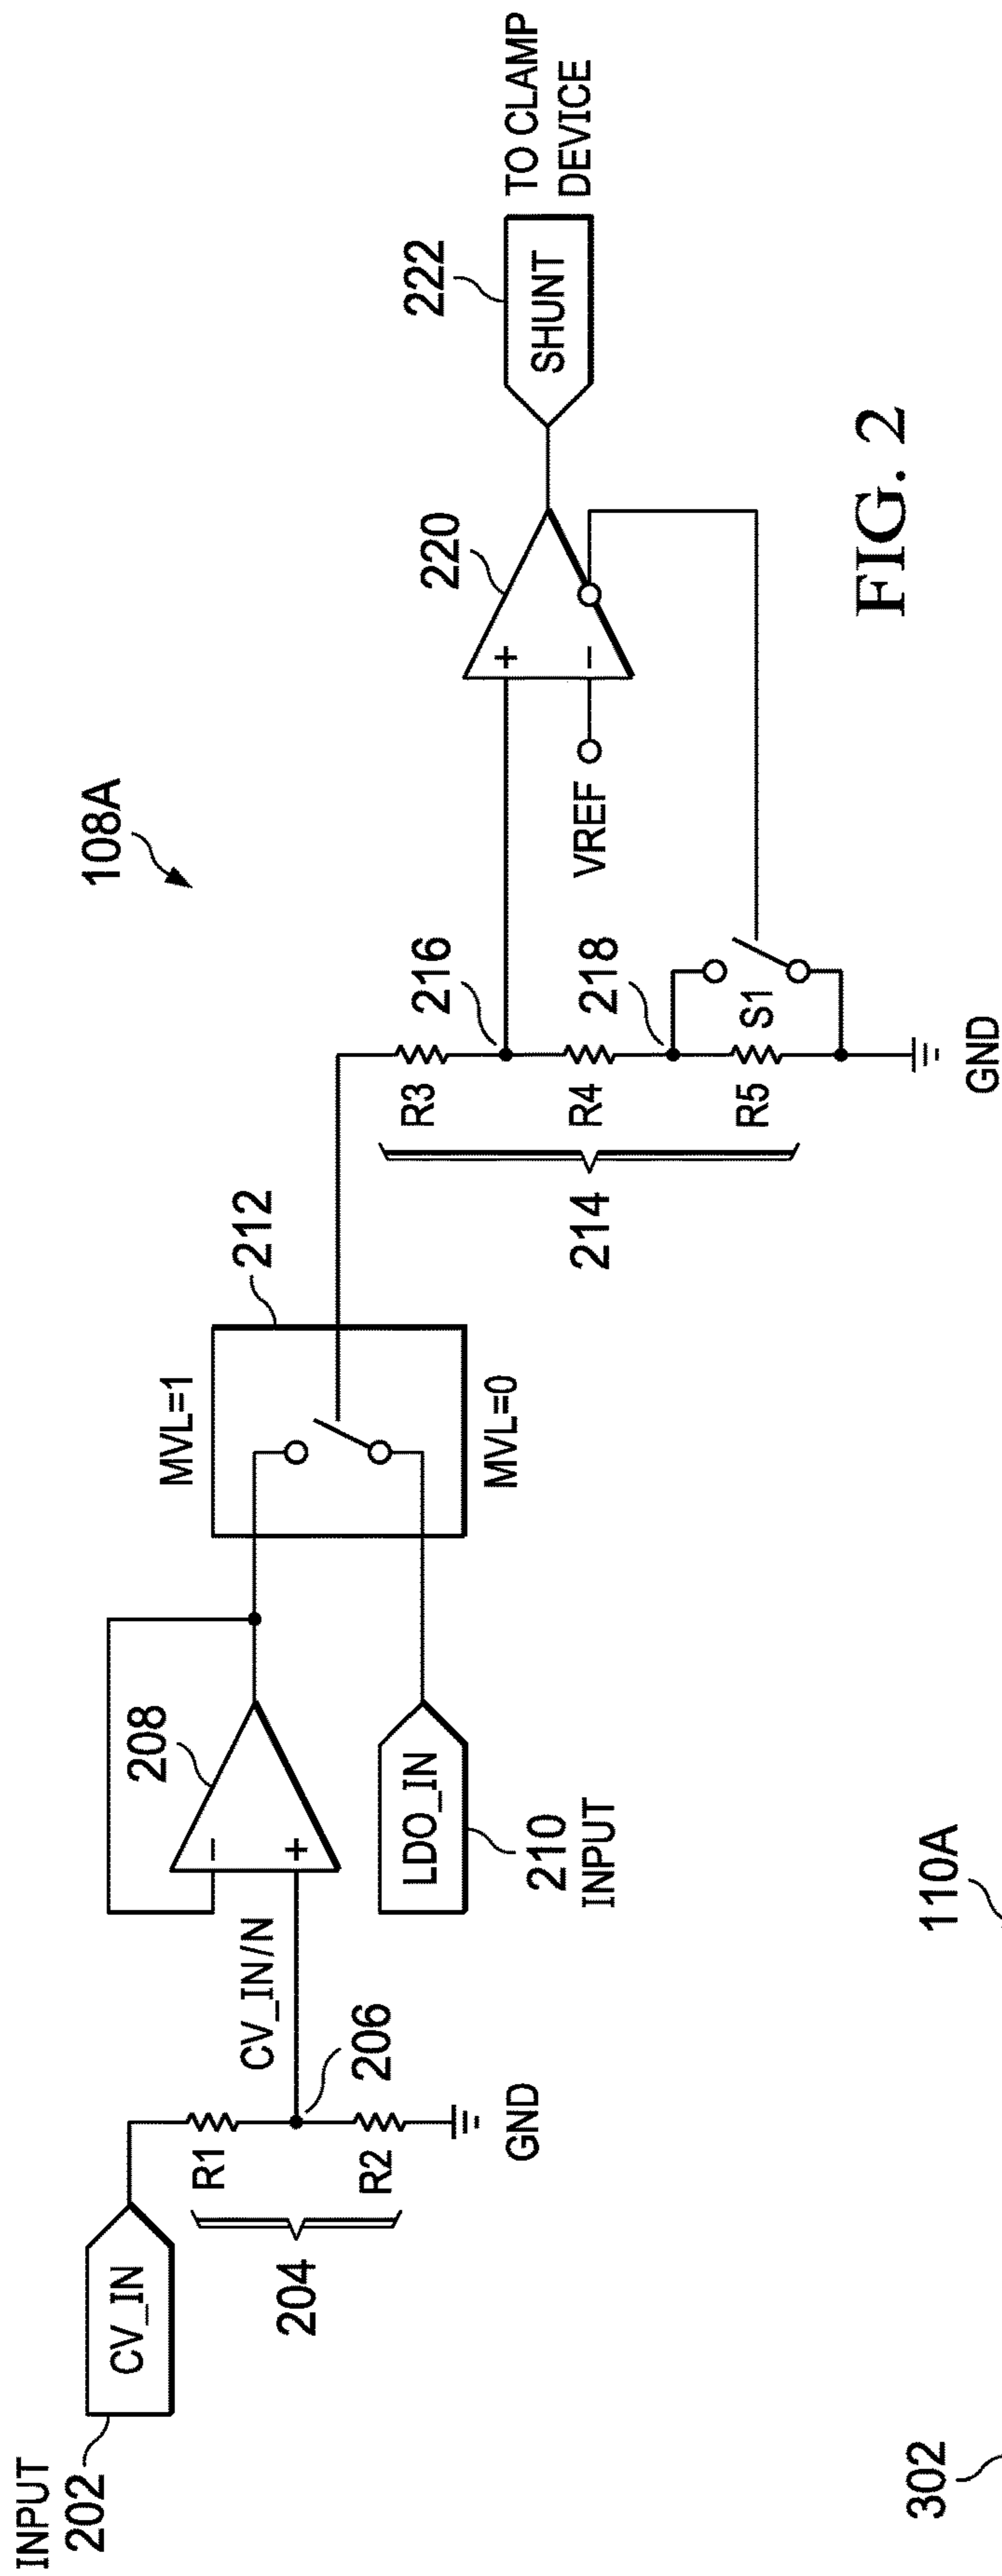 108A
INPUT
202
CV_IN
204
R1
R2
GND
206
CV_IN/N
208
-
+
LDO_IN
210
INPUT
MVL=1
MVL=0
212
214
R3
R4
R5
216
218
S1
GND
VREF
+
-
220
SHUNT
222
TO CLAMP
DEVICE
FIG. 2
302
110A